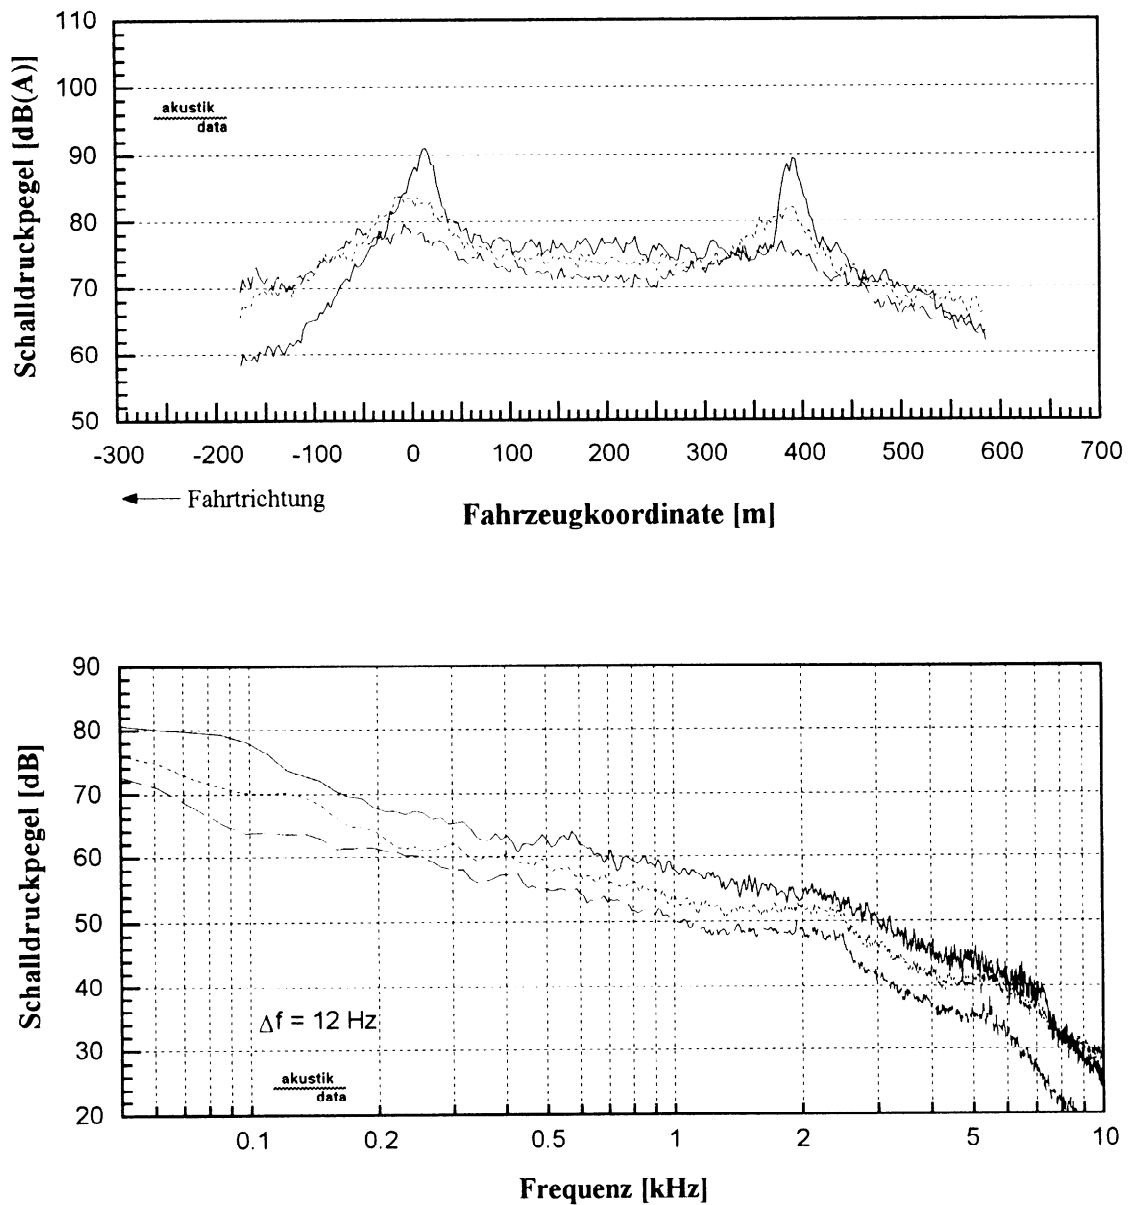 Schalldruckpegel [dB(A)]
110
100
90
80
70
60
50
akustik
data
-300 -200 -100 0 100 200 300 400 500 600 700
Fahrtrichtung
Fahrzeugkoordinate [m]
Schalldruckpegel [dB]
90
80
70
60
50
40
30
20
Δf = 12 Hz
akustik
data
0.1 0.2 0.5 1 2 5 10
Frequenz [kHz]